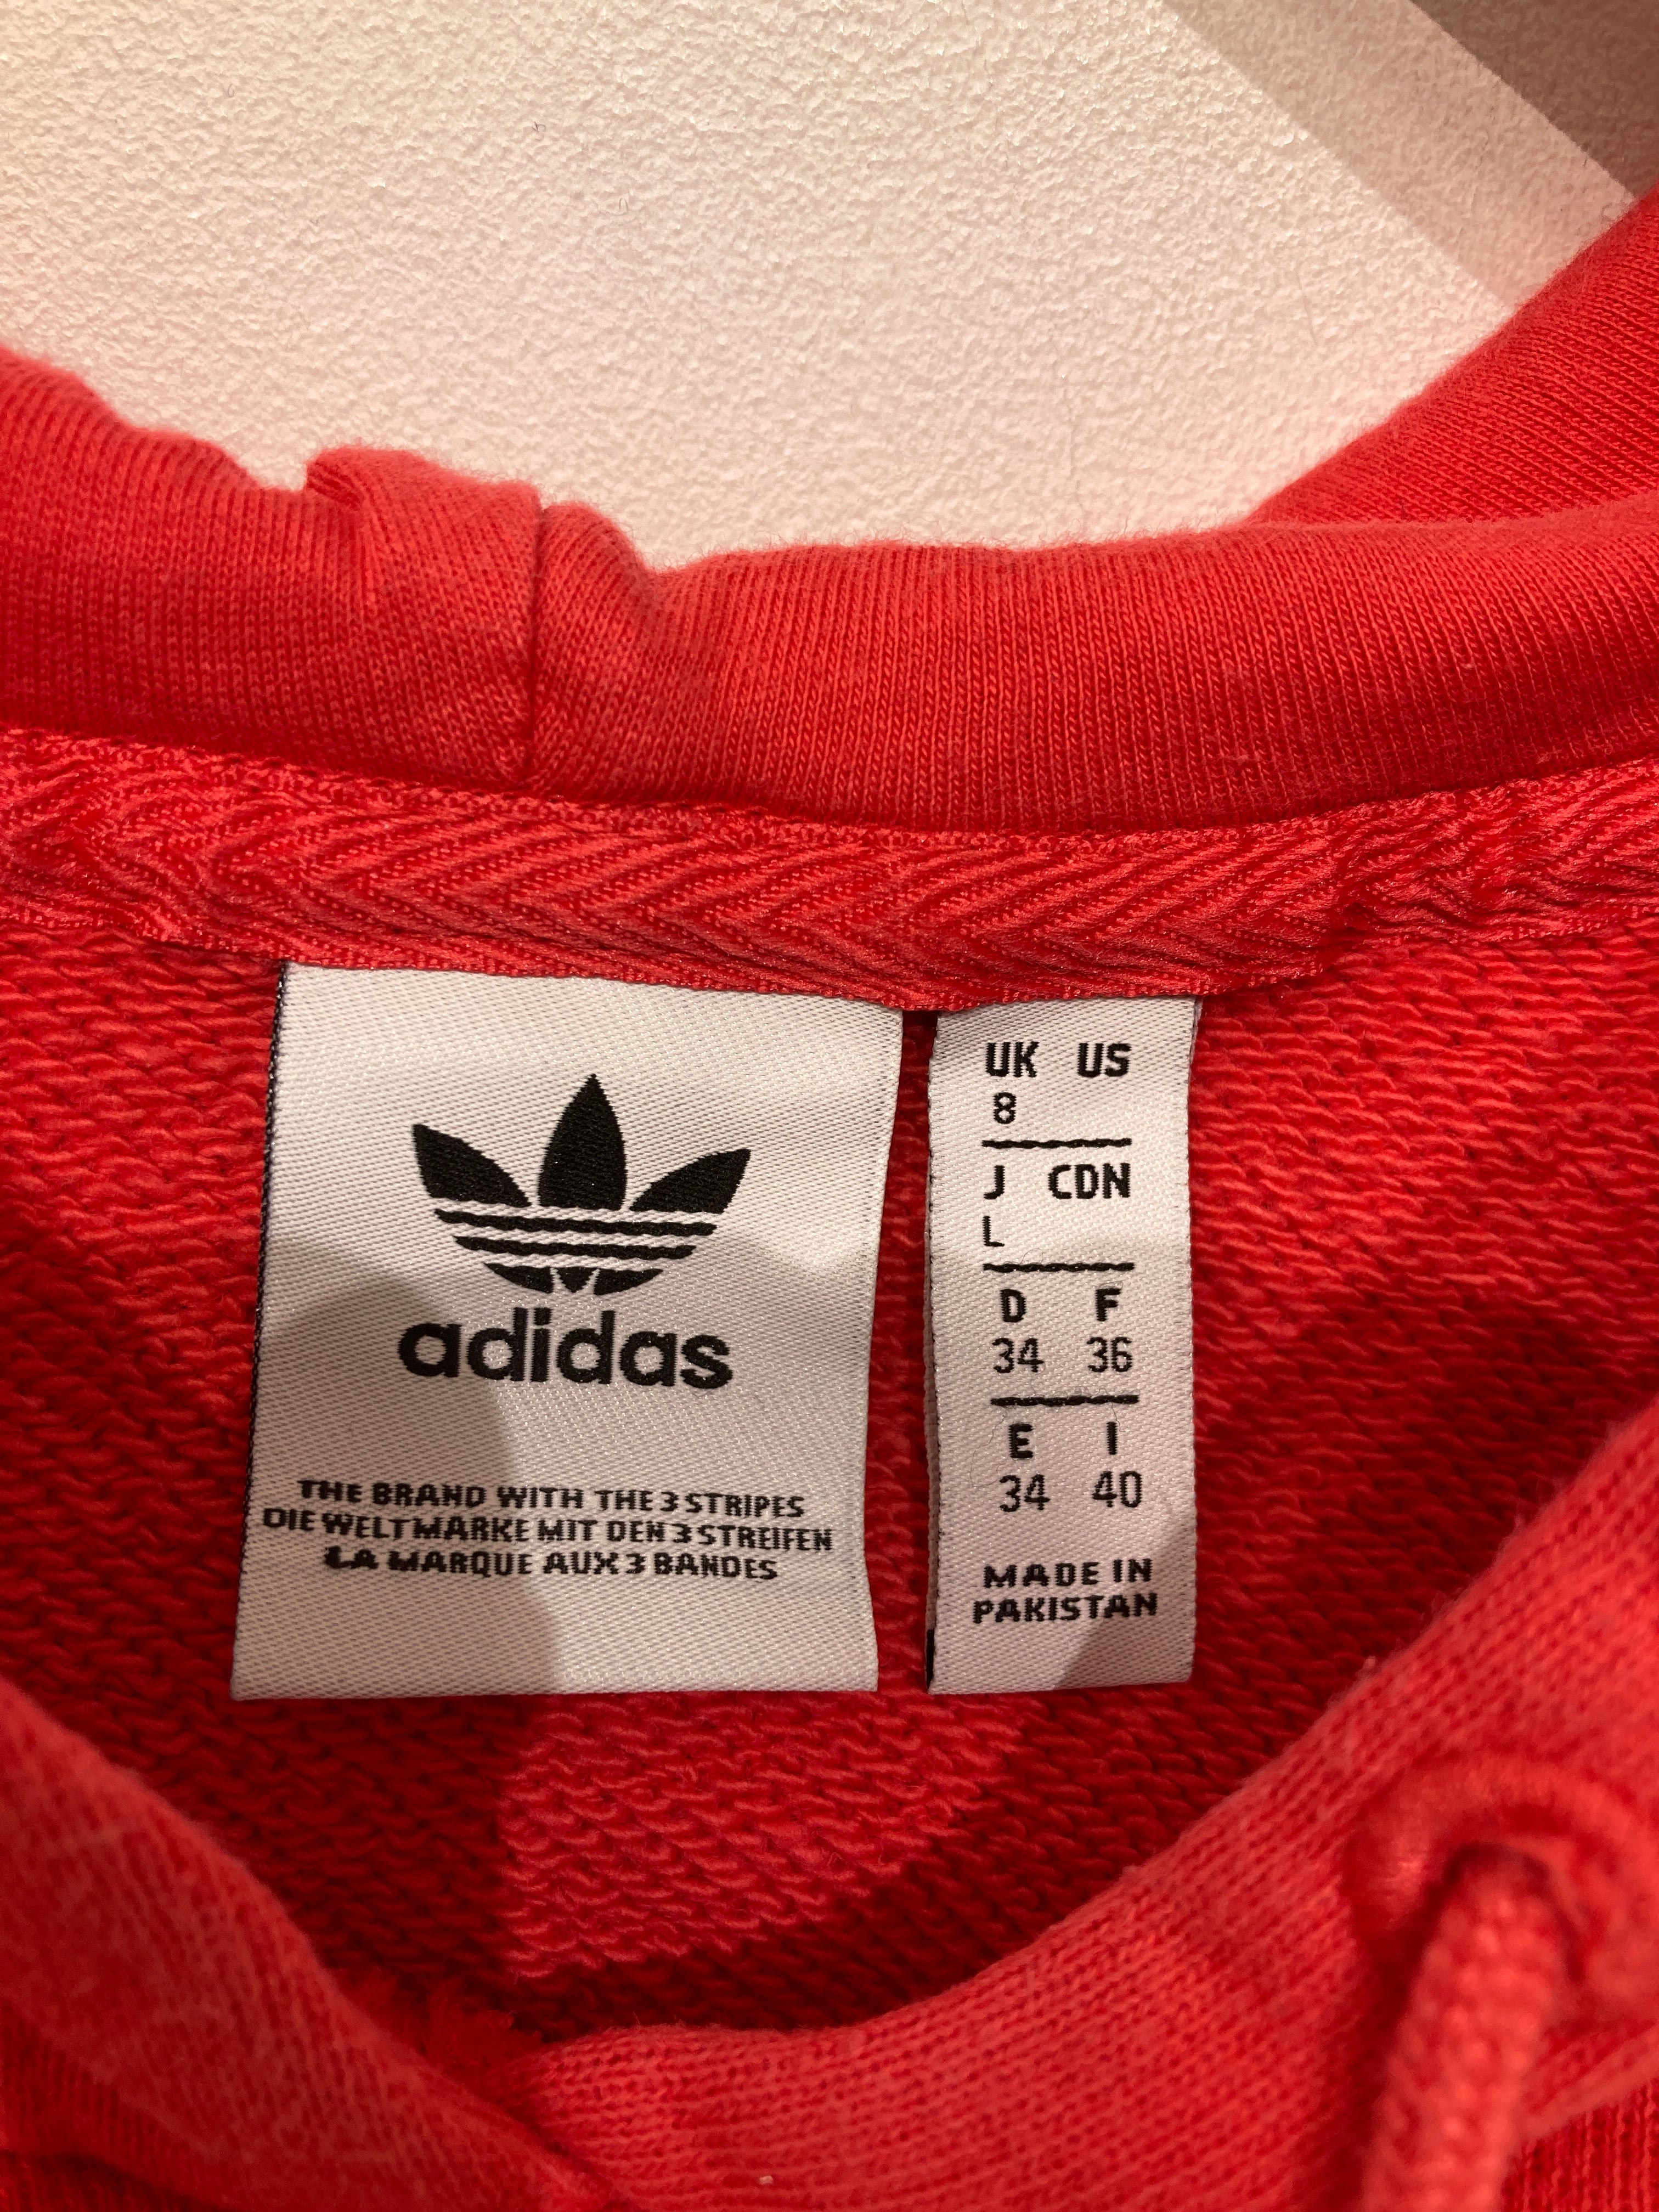 adidas
THE BRAND WITH THE 3 STRIPES
DIE WELTMARKE MIT DEN 3 STREIFEN
LA MARQUE AUX 3 BANDES
UK US
8
J CDN
L
D F
34 36
E I
34 40
MADE IN
PAKISTAN